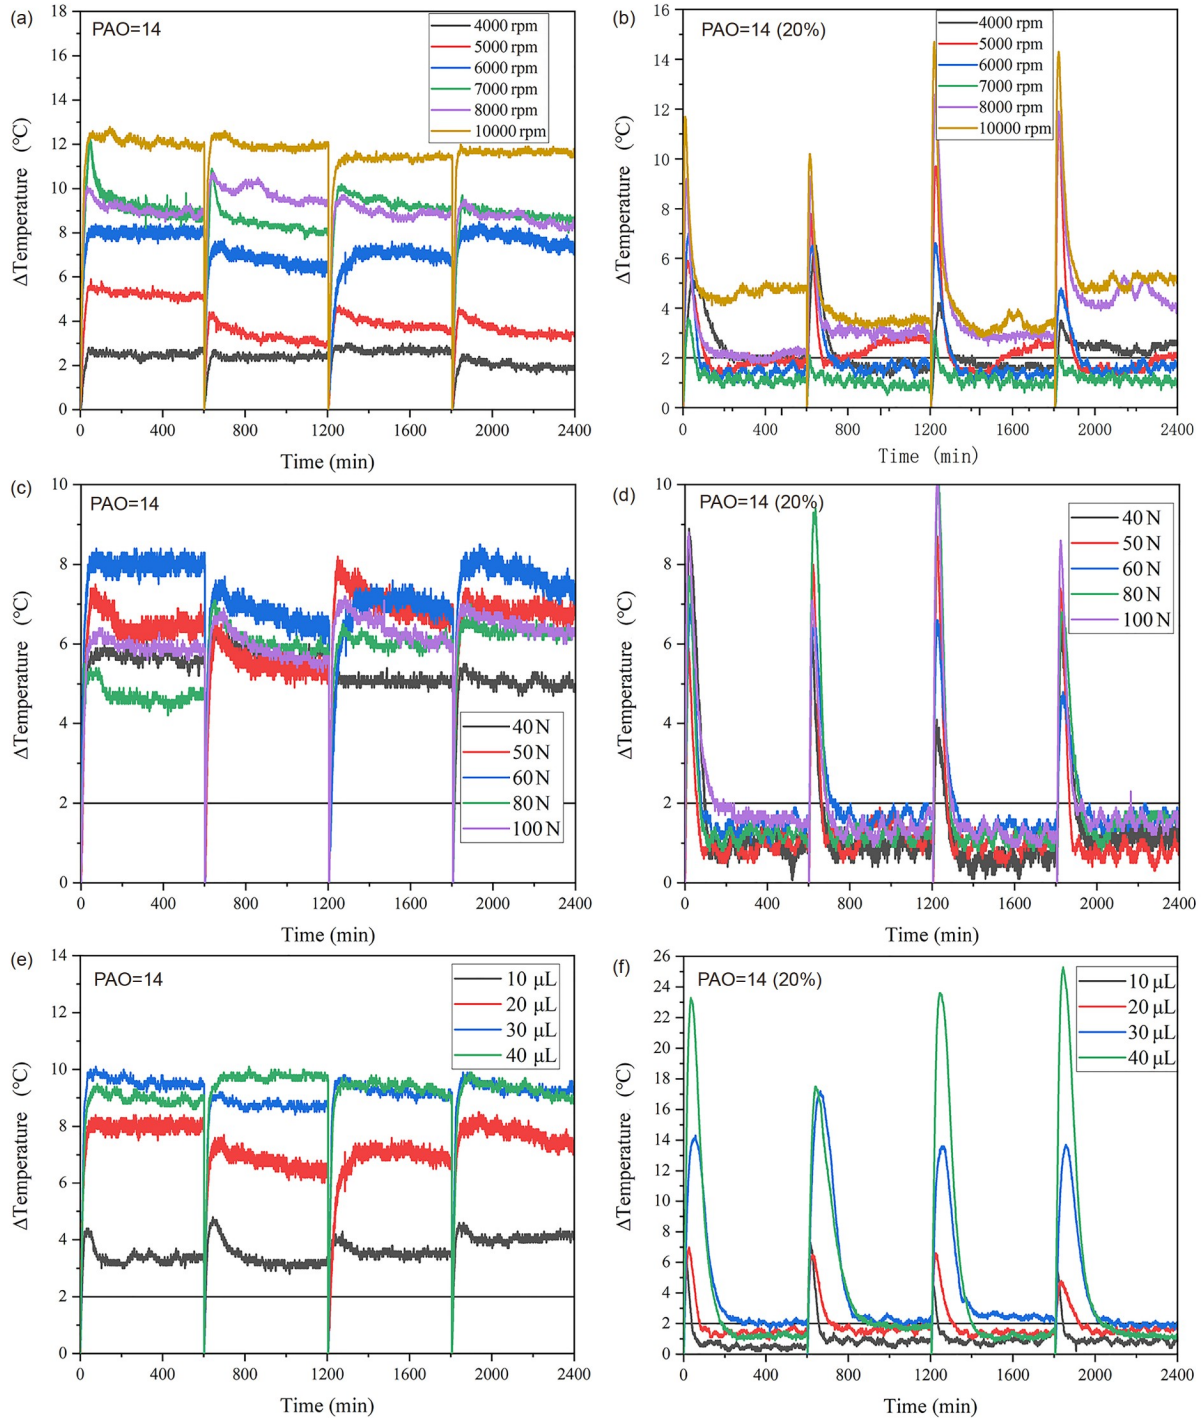 (a)
PAO=14
4000 rpm
5000 rpm
6000 rpm
7000 rpm
8000 rpm
10000 rpm
ΔTemperature (℃)
18
16
14
12
10
8
6
4
2
0
0 400 800 1200 1600 2000 2400
Time (min)
(b)
PAO=14 (20%)
4000 rpm
5000 rpm
6000 rpm
7000 rpm
8000 rpm
10000 rpm
ΔTemperature (℃)
16
14
12
10
8
6
4
2
0
0 400 800 1200 1600 2000 2400
Time (min)
(c)
PAO=14
40 N
50 N
60 N
80 N
100 N
ΔTemperature (℃)
10
8
6
4
2
0
0 400 800 1200 1600 2000 2400
Time (min)
(d)
PAO=14 (20%)
40 N
50 N
60 N
80 N
100 N
ΔTemperature (℃)
10
8
6
4
2
0
0 400 800 1200 1600 2000 2400
Time (min)
(e)
PAO=14
10 μL
20 μL
30 μL
40 μL
ΔTemperature (℃)
14
12
10
8
6
4
2
0
0 400 800 1200 1600 2000 2400
Time (min)
(f)
PAO=14 (20%)
10 μL
20 μL
30 μL
40 μL
ΔTemperature (℃)
26
24
22
20
18
16
14
12
10
8
6
4
2
0
0 400 800 1200 1600 2000 2400
Time (min)